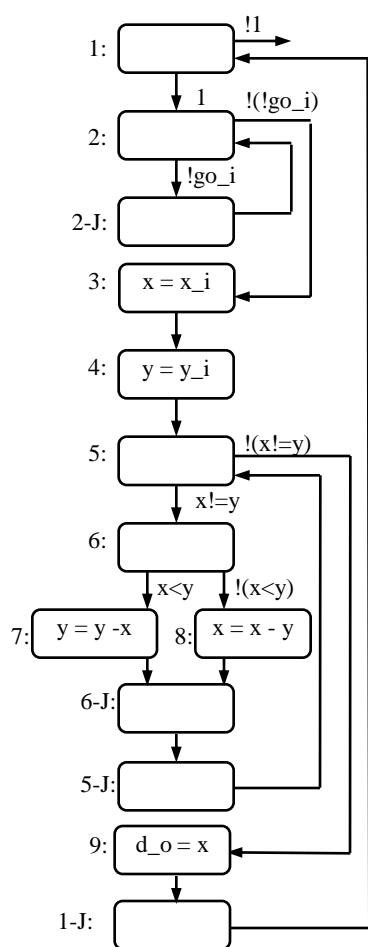 !1
1:
1
!(!go_i)
2:
!go_i
2-J:
3: x = x_i
4: y = y_i
5: !(x!=y)
x!=y
6:
x<y !(x<y)
7: y = y -x 8: x = x - y
6-J:
5-J:
9: d_o = x
1-J: